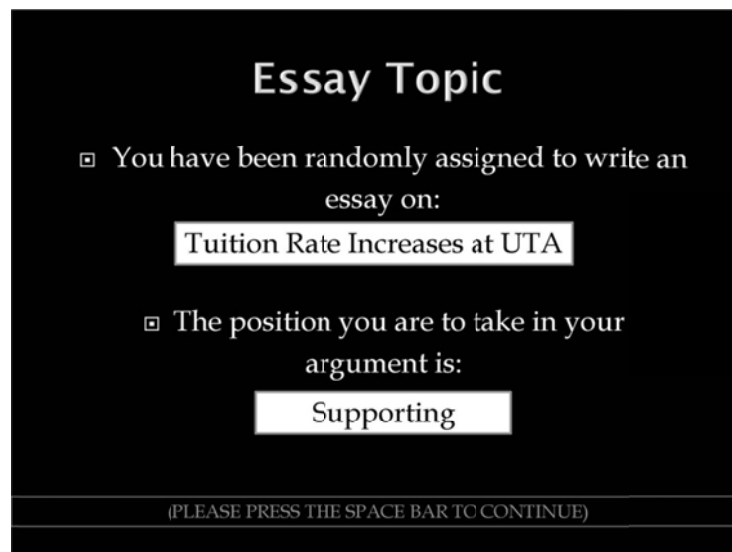 Essay Topic
You have been randomly assigned to write an
essay on:
Tuition Rate Increases at UTA
The position you are to take in your
argument is:
Supporting
(PLEASE PRESS THE SPACE BAR TO CONTINUE)